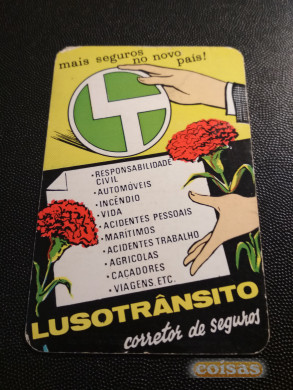 mais seguros
no novo
país!
• RESPONSABILIDADE
CIVIL
• AUTOMÓVEIS
• INCÊNDIO
• VIDA
• ACIDENTES PESSOAIS
• MARÍTIMOS
• ACIDENTES TRABALHO
• AGRICOLAS
• CAÇADORES
• VIAGENS ETC.
LUSOTRÂNSITO
corretor de seguros
coisas